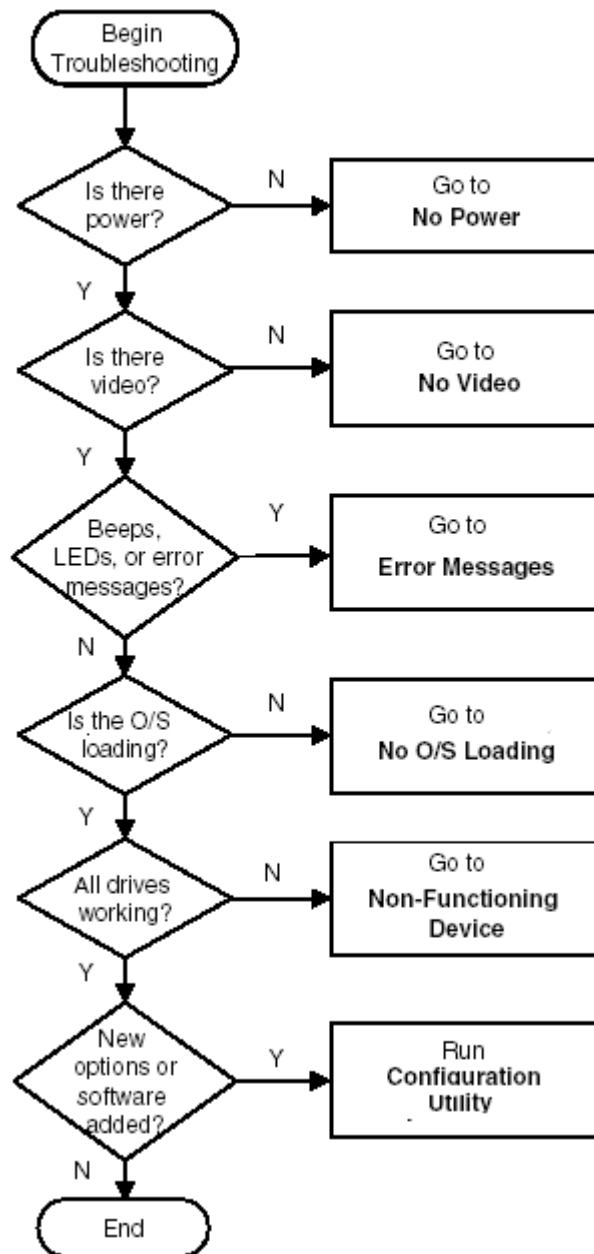 Begin
Troubleshooting
Is there
power?
N
Go to
No Power
Y
Is there
video?
N
Go to
No Video
Y
Beeps,
LEDs, or error
messages?
Y
Go to
Error Messages
N
Is the O/S
loading?
N
Go to
No O/S Loading
Y
All drives
working?
N
Go to
Non-Functioning
Device
Y
New
options or
software
added?
Y
Run
Configuration
Utility
N
End